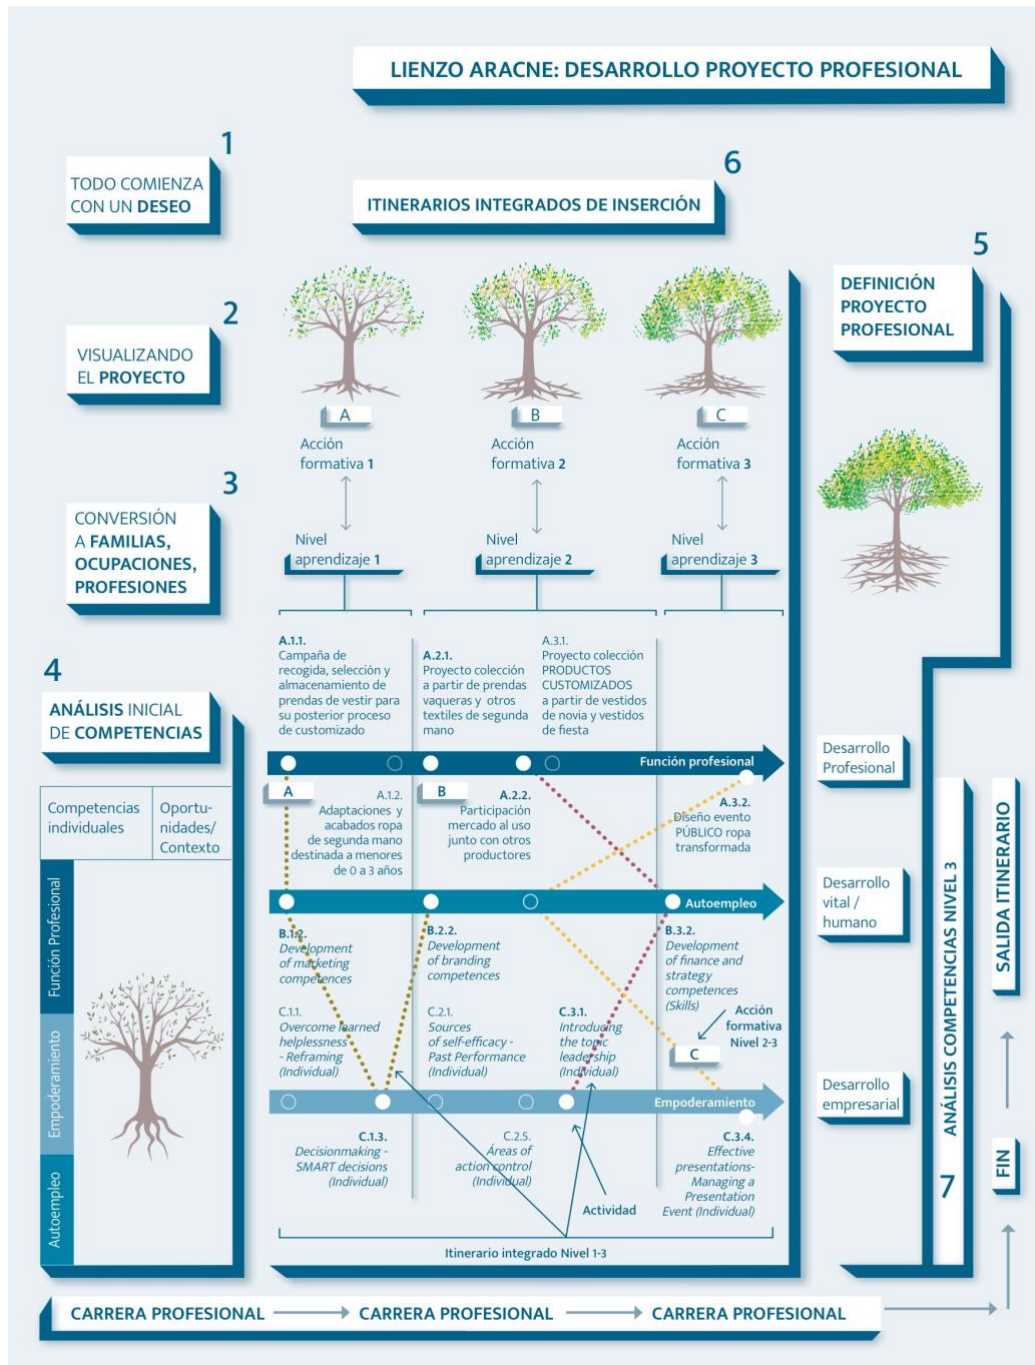 LIENZO ARACNE: DESARROLLO PROYECTO PROFESIONAL
1
TODO COMIENZA
CON UN DESEO
2
VISUALIZANDO
EL PROYECTO
3
CONVERSIÓN
A FAMILIAS,
OCUPACIONES,
PROFESIONES
4
ANÁLISIS INICIAL
DE COMPETENCIAS
Competencias
individuales
Oportu-
nidades/
Contexto
Función Profesional
Empoderamiento
Autoempleo
6
ITINERARIOS INTEGRADOS DE INSERCIÓN
A
Acción
formativa 1
B
Acción
formativa 2
C
Acción
formativa 3
Nivel
aprendizaje 1
Nivel
aprendizaje 2
Nivel
aprendizaje 3
A.1.1.
Campaña de
recogida, selección y
almacenamiento de
prendas de vestir para
su posterior proceso
de customizado
A.2.1.
Proyecto colección
a partir de prendas
vaqueras y otros
textiles de segunda
mano
A.3.1.
Proyecto colección
PRODUCTOS
CUSTOMIZADOS
a partir de vestidos
de novia y vestidos
de fiesta
Función profesional
A
B
A.1.2.
Adaptaciones y
acabados ropa
de segunda mano
destinada a menores
de 0 a 3 años
A.2.2.
Participación
mercado al uso
junto con otros
productores
A.3.2.
Diseño evento
PÚBLICO ropa
transformada
Autoempleo
B.1.2.
Development
of marketing
competences
B.2.2.
Development
of branding
competences
B.3.2.
Development
of finance and
strategy
competences
(Skills)
C.1.1.
Overcome learned
helplessness
- Reframing
(Individual)
C.2.1.
Sources
of self-efficacy -
Past Performance
(Individual)
C.3.1.
Introducing
the topic
leadership
(Individual)
Acción
formativa
Nivel 2-3
C
Empoderamiento
C.1.3.
Decisionmaking -
SMART decisions
(Individual)
C.2.5.
Áreas of
action control
(Individual)
Actividad
C.3.4.
Effective
presentations-
Managing a
Presentation
Event (Individual)
Itinerario integrado Nivel 1-3
5
DEFINICIÓN
PROYECTO
PROFESIONAL
Desarrollo
Profesional
Desarrollo
vital /
humano
Desarrollo
empresarial
7
ANÁLISIS COMPETENCIAS NIVEL 3
SALIDA ITINERARIO
FIN
CARRERA PROFESIONAL CARRERA PROFESIONAL CARRERA PROFESIONAL